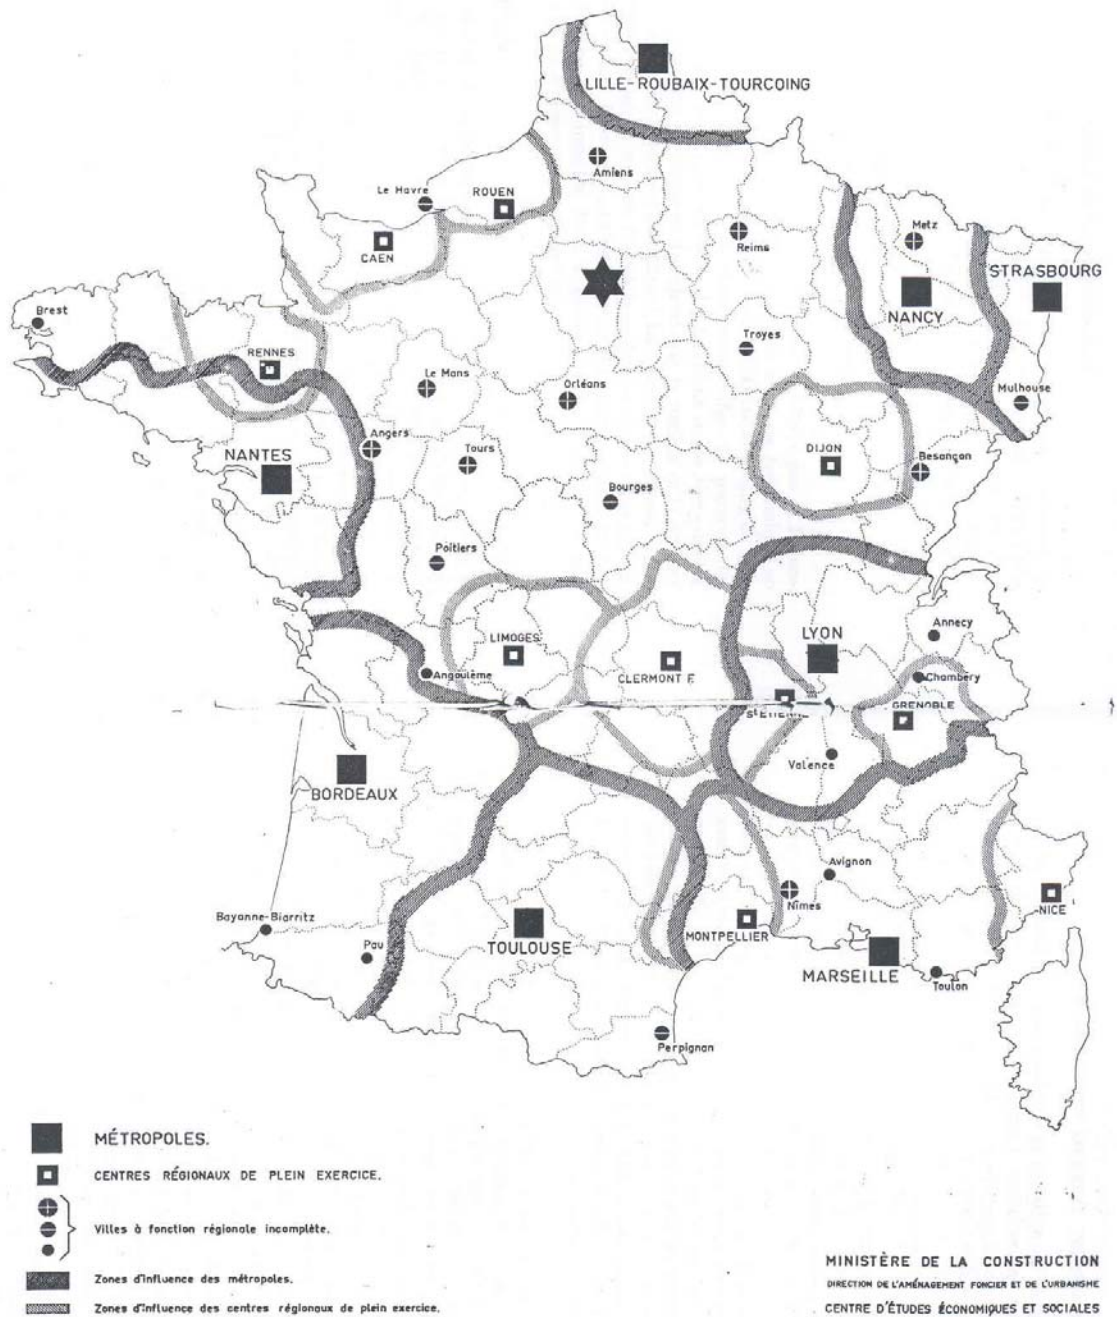 LILLE-ROUBAIX-TOURCOING
Amiens
Le Havre
ROUEN
CAEN
Reims
Metz
STRASBOURG
NANCY
Brest
RENNES
Le Mans
Orléans
Troyes
Mulhouse
Angers
NANTES
Tours
DIJON
Besançon
Bourges
Poitiers
LIMOGES
CLERMONT F.
LYON
Annecy
Angoulème
Chambéry
St ETIENNE
GRENOBLE
Valence
BORDEAUX
Avignon
Nîmes
NICE
Bayonne-Biarritz
Pau
TOULOUSE
MONTPELLIER
MARSEILLE
Toulon
Perpignan
MÉTROPOLES.
CENTRES RÉGIONAUX DE PLEIN EXERCICE.
Villes à fonction régionale incomplète.
Zones d'influence des métropoles.
Zones d'influence des centres régionaux de plein exercice.
MINISTÈRE DE LA CONSTRUCTION
DIRECTION DE L'AMÉNAGEMENT FONCIER ET DE L'URBANISME
CENTRE D'ÉTUDES ÉCONOMIQUES ET SOCIALES